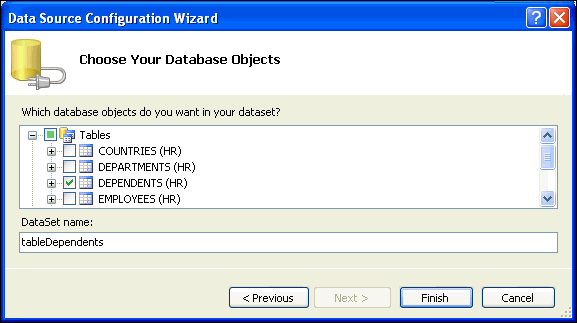 Data Source Configuration Wizard
Choose Your Database Objects
Which database objects do you want in your dataset?
Tables
COUNTRIES (HR)
DEPARTMENTS (HR)
DEPENDENTS (HR)
EMPLOYEES (HR)
DataSet name:
tableDependents
< Previous Next > Finish Cancel